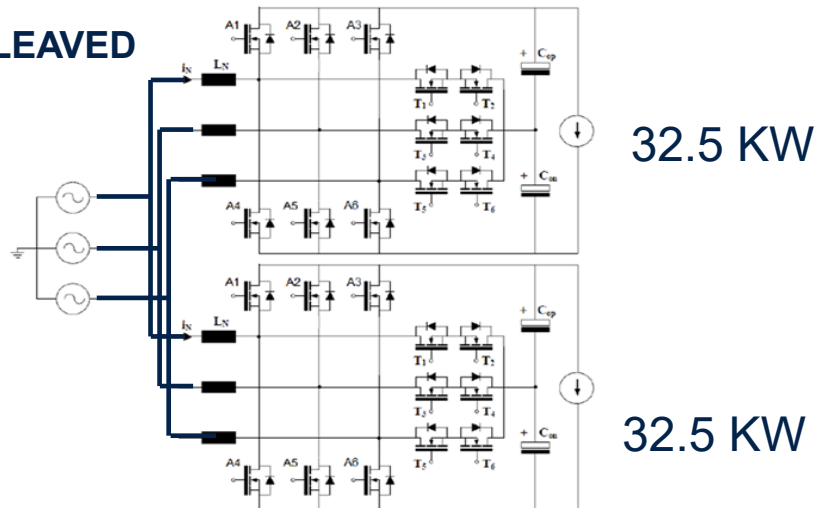 LEAVED
A1 A2 A3
iN LN
Cop
+
T1 T2
T3 T4
32.5 KW
+
Con
T5 T6
A4 A5 A6
A1 A2 A3
iN LN
+
Cop
T1 T2
T3 T4
+
Con
T5 T6
32.5 KW
A4 A5 A6